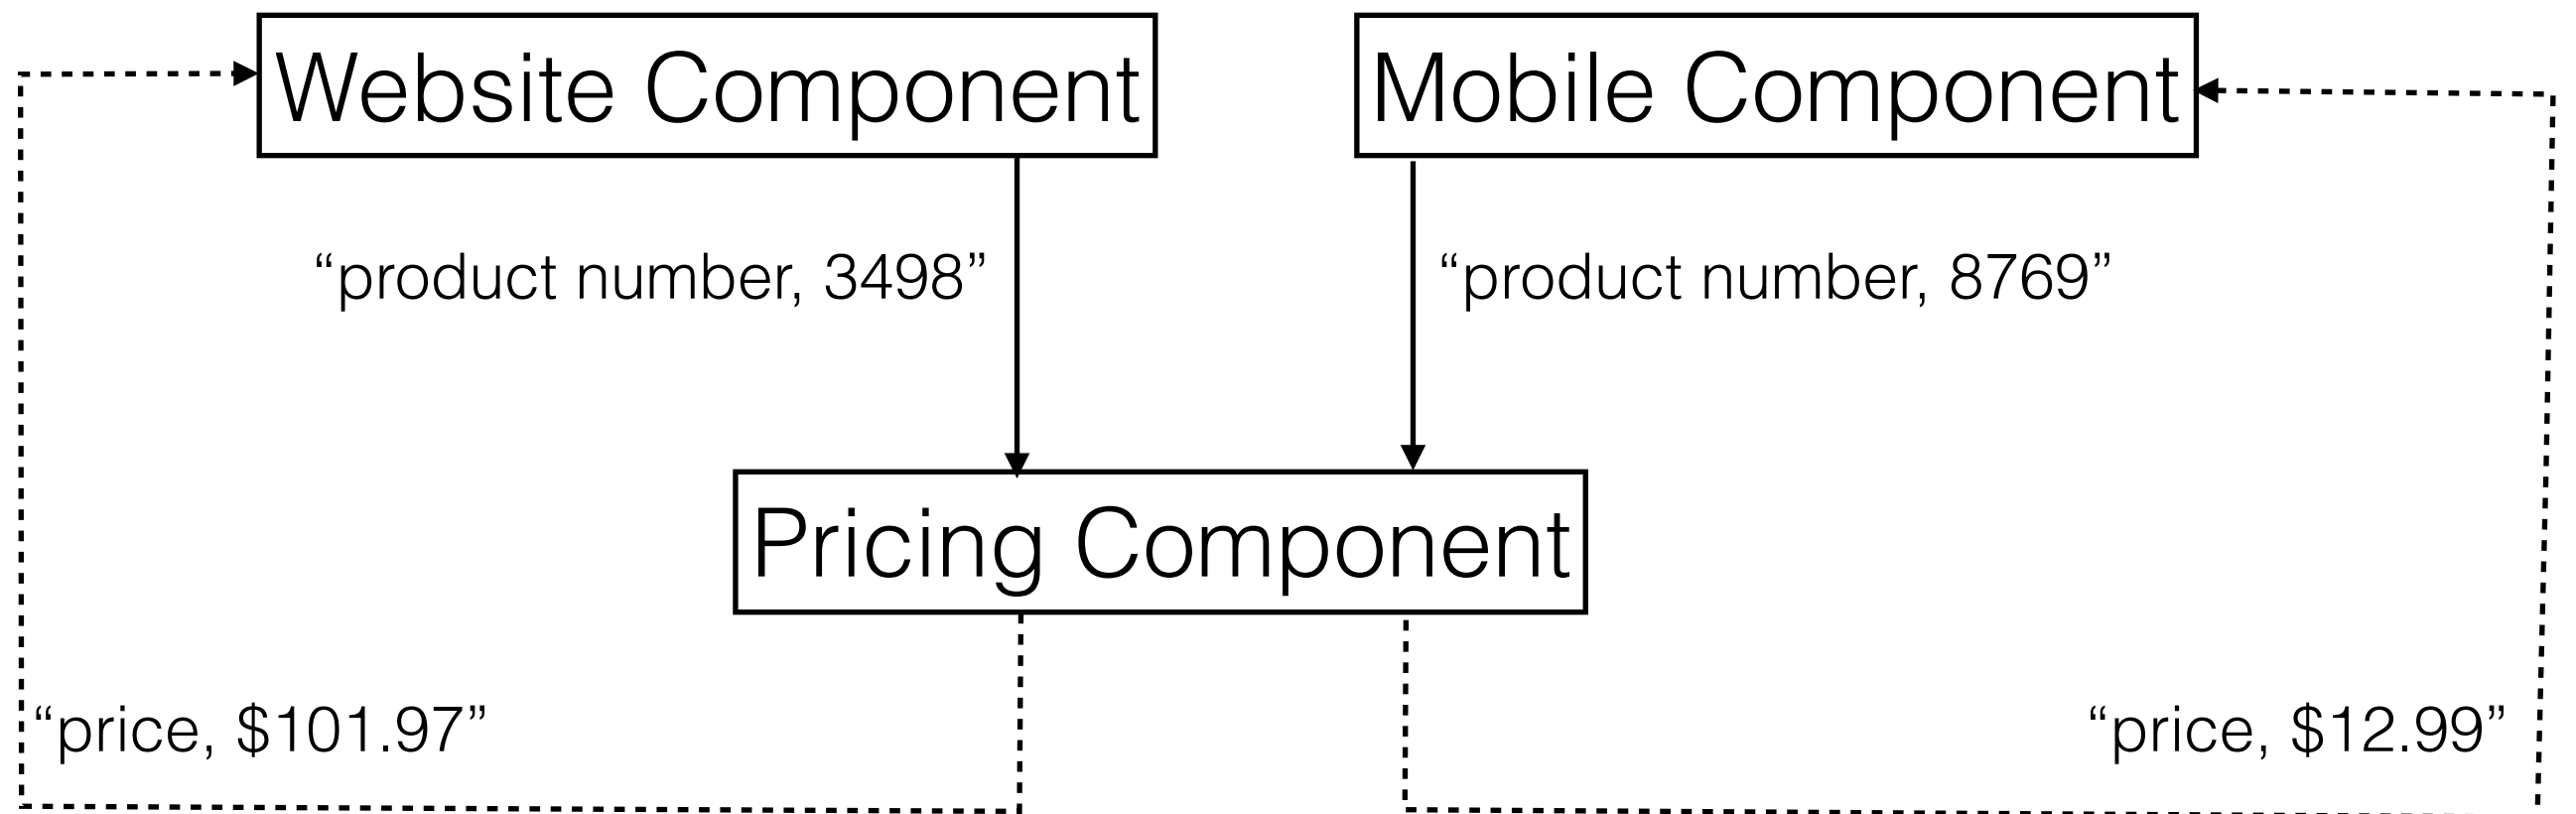 Website Component
Mobile Component
“product number, 3498”
“product number, 8769”
Pricing Component
“price, $101.97”
“price, $12.99”